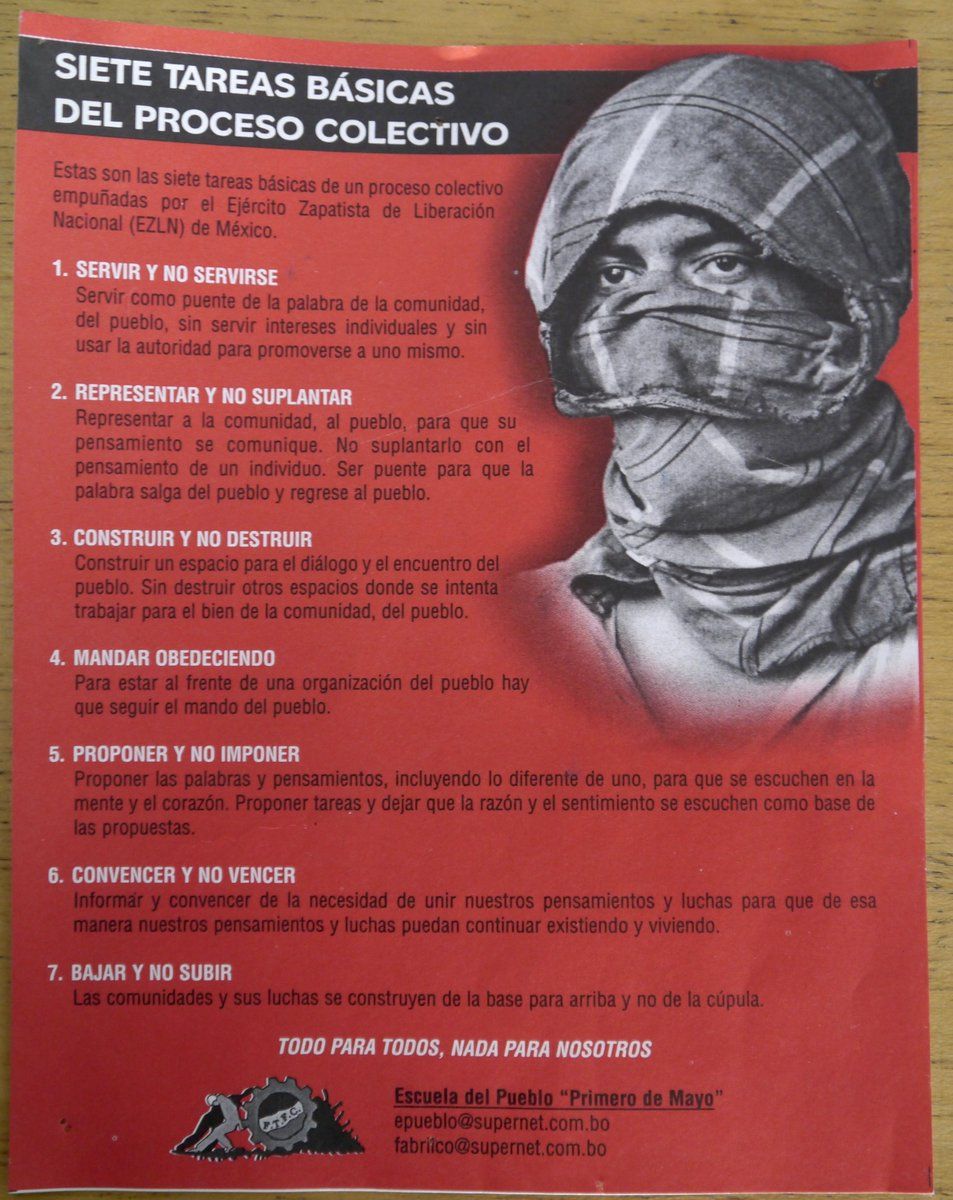 SIETE TAREAS BÁSICAS
DEL PROCESO COLECTIVO
Estas son las siete tareas básicas de un proceso colectivo
empuñadas por el Ejército Zapatista de Liberación
Nacional (EZLN) de México.
1. SERVIR Y NO SERVIRSE
Servir como puente de la palabra de la comunidad,
del pueblo, sin servir intereses individuales y sin
usar la autoridad para promoverse a uno mismo.
2. REPRESENTAR Y NO SUPLANTAR
Representar a la comunidad, al pueblo, para que su
pensamiento se comunique. No suplantarlo con el
pensamiento de un individuo. Ser puente para que la
palabra salga del pueblo y regrese al pueblo.
3. CONSTRUIR Y NO DESTRUIR
Construir un espacio para el diálogo y el encuentro del
pueblo. Sin destruir otros espacios donde se intenta
trabajar para el bien de la comunidad, del pueblo.
4. MANDAR OBEDECIENDO
Para estar al frente de una organización del pueblo hay
que seguir el mando del pueblo.
5. PROPONER Y NO IMPONER
Proponer las palabras y pensamientos, incluyendo lo diferente de uno, para que se escuchen en la
mente y el corazón. Proponer tareas y dejar que la razón y el sentimiento se escuchen como base de
las propuestas.
6. CONVENCER Y NO VENCER
Informar y convencer de la necesidad de unir nuestros pensamientos y luchas para que de esa
manera nuestros pensamientos y luchas puedan continuar existiendo y viviendo.
7. BAJAR Y NO SUBIR
Las comunidades y sus luchas se construyen de la base para arriba y no de la cúpula.
TODO PARA TODOS, NADA PARA NOSOTROS
Escuela del Pueblo “Primero de Mayo”
epueblo@supernet.com.bo
fabrilco@supernet.com.bo